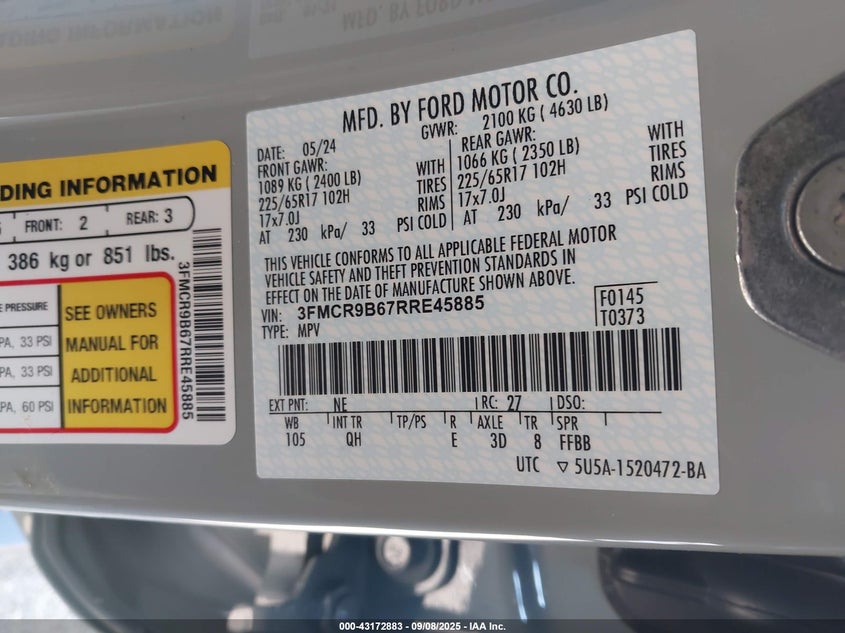 MFD. BY FORD MOTOR CO.
DATE: 05/24
GVWR: 2100 KG ( 4630 LB)
FRONT GAWR: WITH
1089 KG ( 2400 LB) TIRES
225/65R17 102H RIMS
17x7.0J
AT 230 kPa/ 33 PSI COLD
REAR GAWR: WITH
1066 KG ( 2350 LB) TIRES
225/65R17 102H RIMS
17x7.0J
AT 230 kPa/ 33 PSI COLD
THIS VEHICLE CONFORMS TO ALL APPLICABLE FEDERAL MOTOR
VEHICLE SAFETY AND THEFT PREVENTION STANDARDS IN
EFFECT ON THE DATE OF MANUFACTURE SHOWN ABOVE.
VIN: 3FMCR9B67RRE45885
TYPE: MPV
F0145
T0373
EXT PNT: NE RC: 27 DSO:
WB INT TR TP/PS R AXLE TR SPR
105 QH E 3D 8 FFBB
UTC ▽ 5U5A-1520472-BA
INFORMATION
FRONT: 2 REAR: 3
386 kg or 851 lbs.
PRESSURE
33 PSI
33 PSI
60 PSI
SEE OWNERS
MANUAL FOR
ADDITIONAL
INFORMATION
3FMCR9B67RRE45885
MFD. BY FORD
INFORMATION
000-43172883 - 09/08/2025 - IAA Inc.